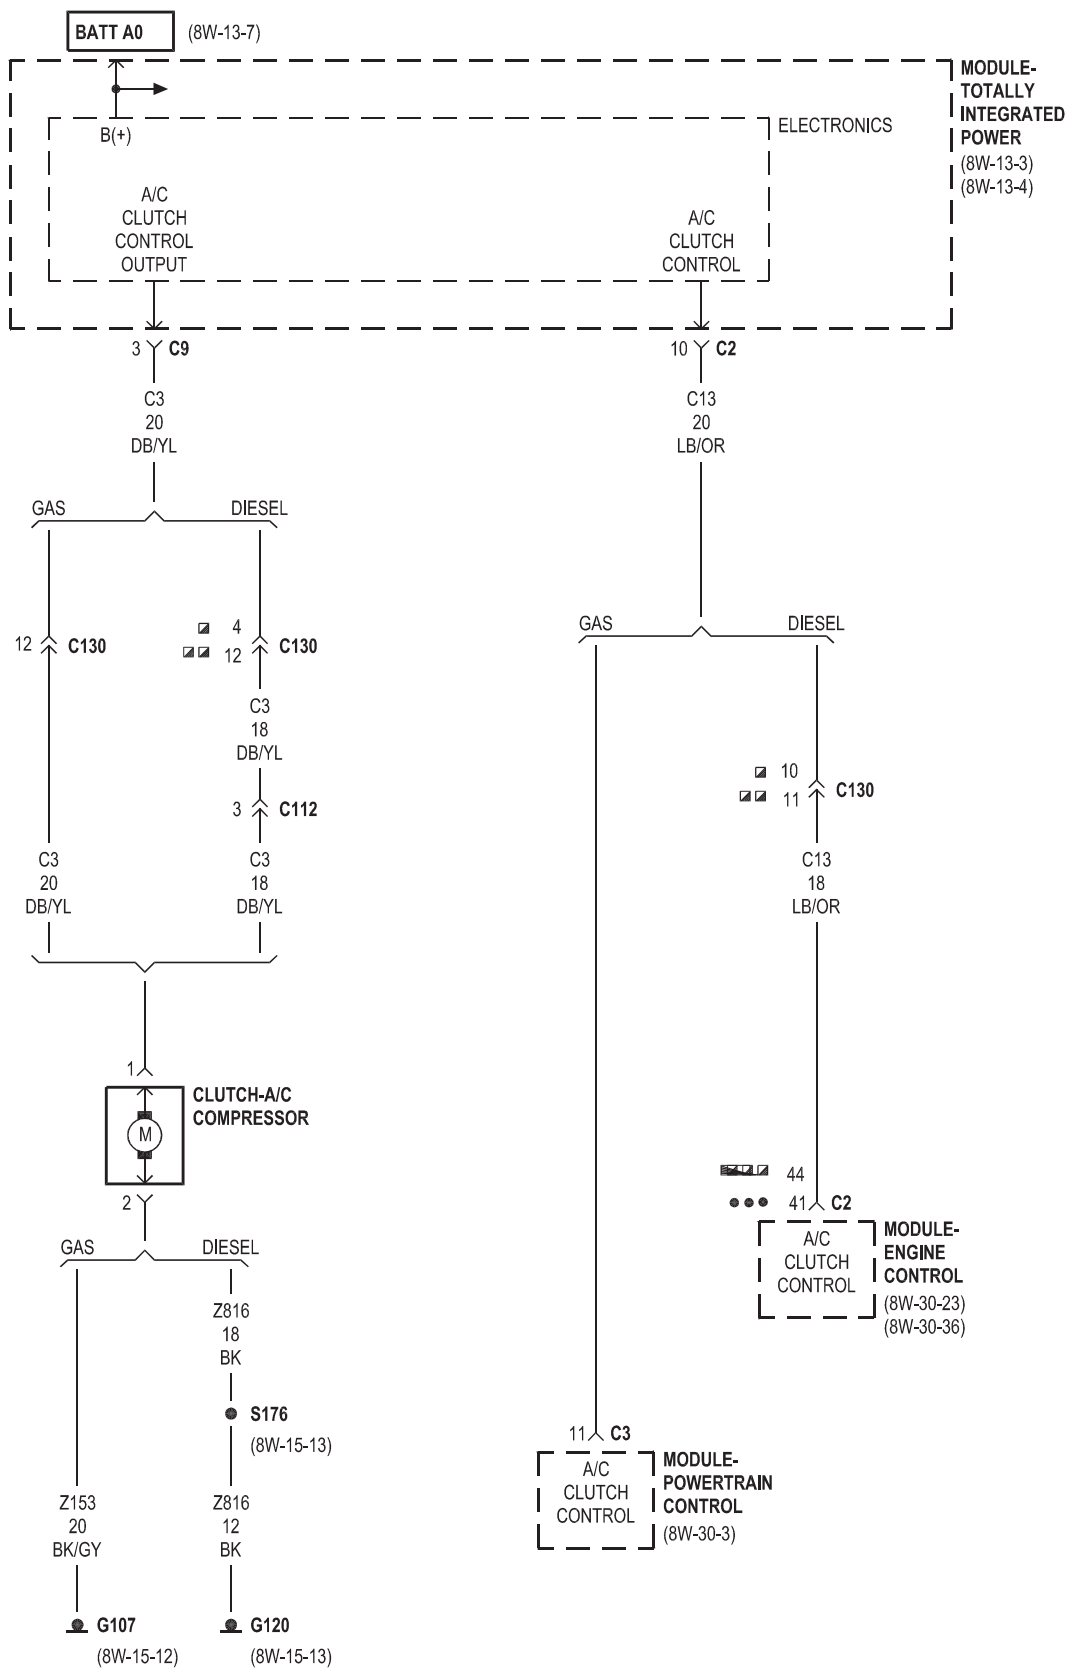 BATT A0 (8W-13-7)
MODULE-
TOTALLY
INTEGRATED
POWER
(8W-13-3)
(8W-13-4)
B(+)
ELECTRONICS
A/C
CLUTCH
CONTROL
OUTPUT
A/C
CLUTCH
CONTROL
3 C9
10 C2
C3
20
DB/YL
C13
20
LB/OR
GAS DIESEL
GAS DIESEL
12 C130
4
12 C130
C3
18
DB/YL
3 C112
10
11 C130
C3
20
DB/YL
C3
18
DB/YL
C13
18
LB/OR
1
CLUTCH-A/C
COMPRESSOR
M
2
44
41 C2
A/C
CLUTCH
CONTROL
MODULE-
ENGINE
CONTROL
(8W-30-23)
(8W-30-36)
GAS DIESEL
Z816
18
BK
S176
(8W-15-13)
11 C3
A/C
CLUTCH
CONTROL
MODULE-
POWERTRAIN
CONTROL
(8W-30-3)
Z153
20
BK/GY
Z816
12
BK
G107
(8W-15-12)
G120
(8W-15-13)